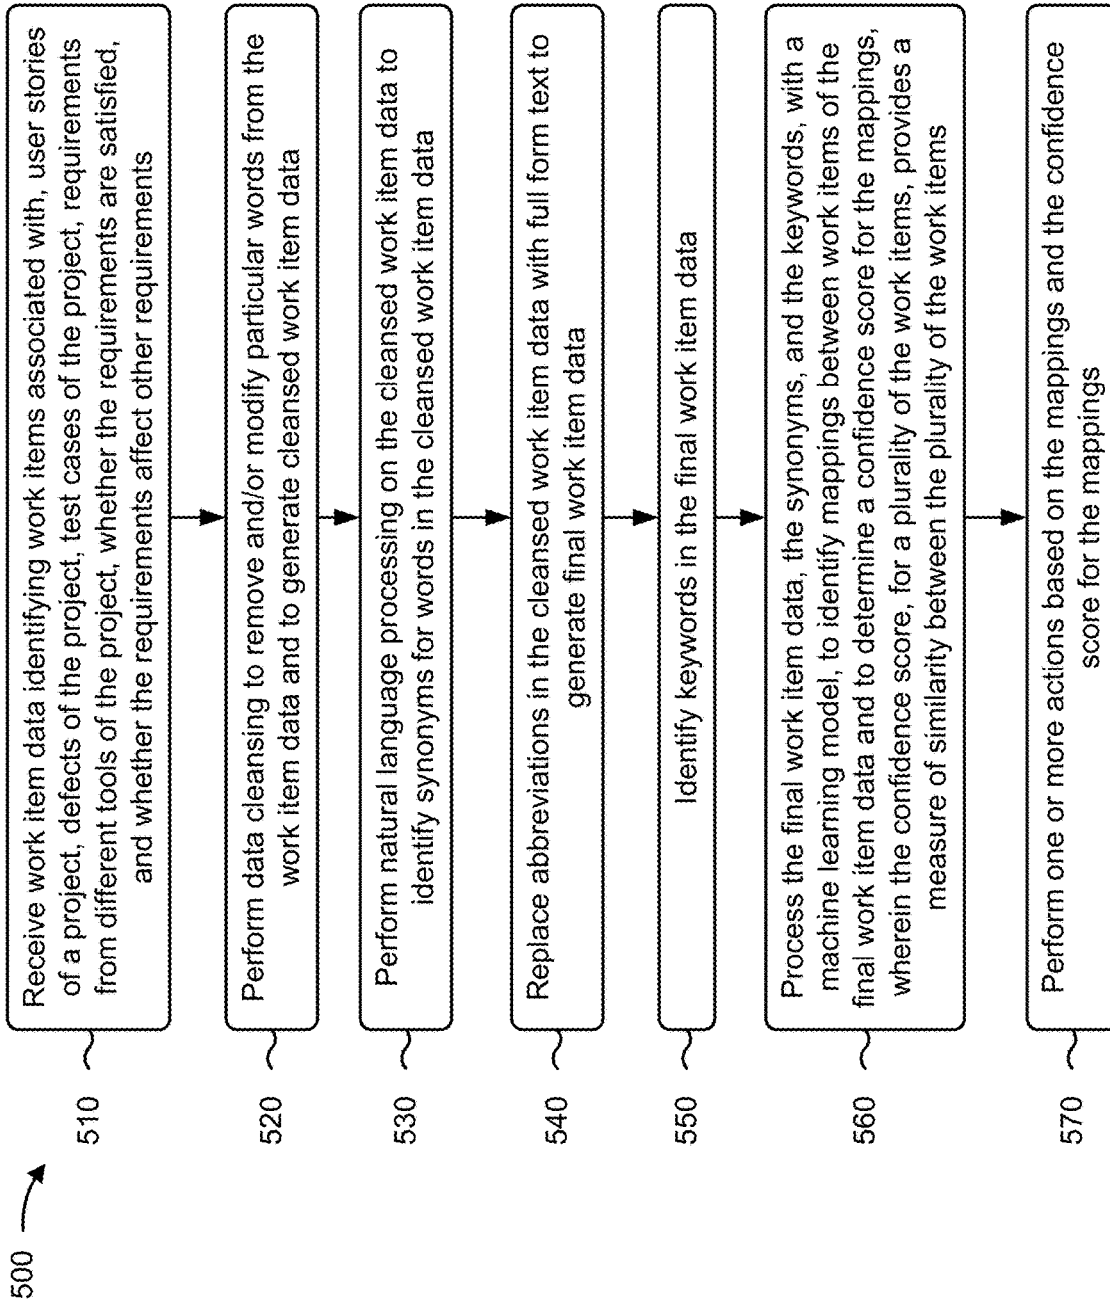 500
510
Receive work item data identifying work items associated with, user stories
of a project, defects of the project, test cases of the project, requirements
from different tools of the project, whether the requirements are satisfied,
and whether the requirements affect other requirements
520
Perform data cleansing to remove and/or modify particular words from the
work item data and to generate cleansed work item data
530
Perform natural language processing on the cleansed work item data to
identify synonyms for words in the cleansed work item data
540
Replace abbreviations in the cleansed work item data with full form text to
generate final work item data
550
Identify keywords in the final work item data
560
Process the final work item data, the synonyms, and the keywords, with a
machine learning model, to identify mappings between work items of the
final work item data and to determine a confidence score for the mappings,
wherein the confidence score, for a plurality of the work items, provides a
measure of similarity between the plurality of the work items
570
Perform one or more actions based on the mappings and the confidence
score for the mappings